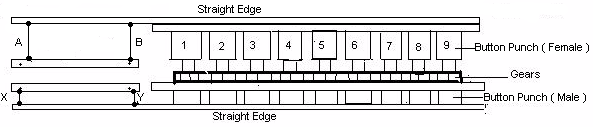 Straight Edge
A B 1 2 3 4 5 6 7 8 9 Button Punch ( Female )
Gears
X Y Button Punch ( Male )
Straight Edge